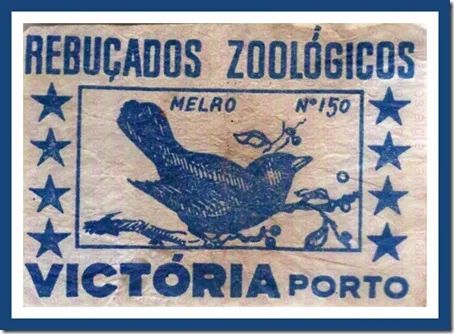 REBUÇADOS ZOOLÓGICOS
MELRO Nº150
VICTÓRIA PORTO